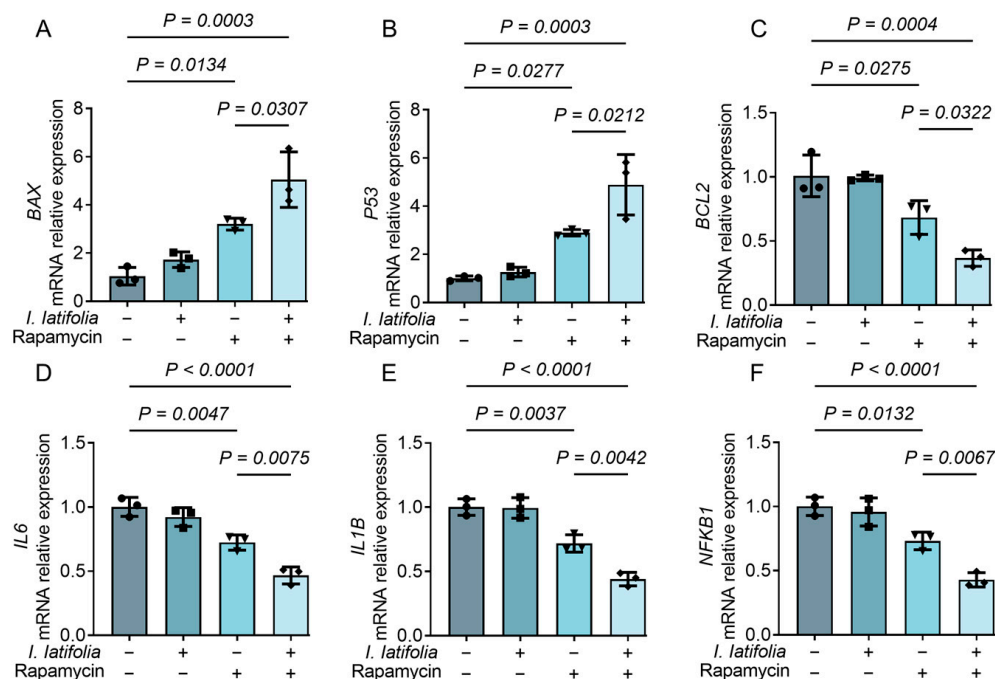 A
P = 0.0003
P = 0.0134
P = 0.0307
BAX
mRNA relative expression
8
6
4
2
0
I. latifolia – + – +
Rapamycin – – + +
B
P = 0.0003
P = 0.0277
P = 0.0212
P53
mRNA relative expression
8
6
4
2
0
I. latifolia – + – +
Rapamycin – – + +
C
P = 0.0004
P = 0.0275
P = 0.0322
BCL2
mRNA relative expression
1.5
1.0
0.5
0.0
I. latifolia – + – +
Rapamycin – – + +
D
P < 0.0001
P = 0.0047
P = 0.0075
IL6
mRNA relative expression
1.5
1.0
0.5
0.0
I. latifolia – + – +
Rapamycin – – + +
E
P < 0.0001
P = 0.0037
P = 0.0042
IL1B
mRNA relative expression
1.5
1.0
0.5
0.0
I. latifolia – + – +
Rapamycin – – + +
F
P < 0.0001
P = 0.0132
P = 0.0067
NFKB1
mRNA relative expression
1.5
1.0
0.5
0.0
I. latifolia – + – +
Rapamycin – – + +